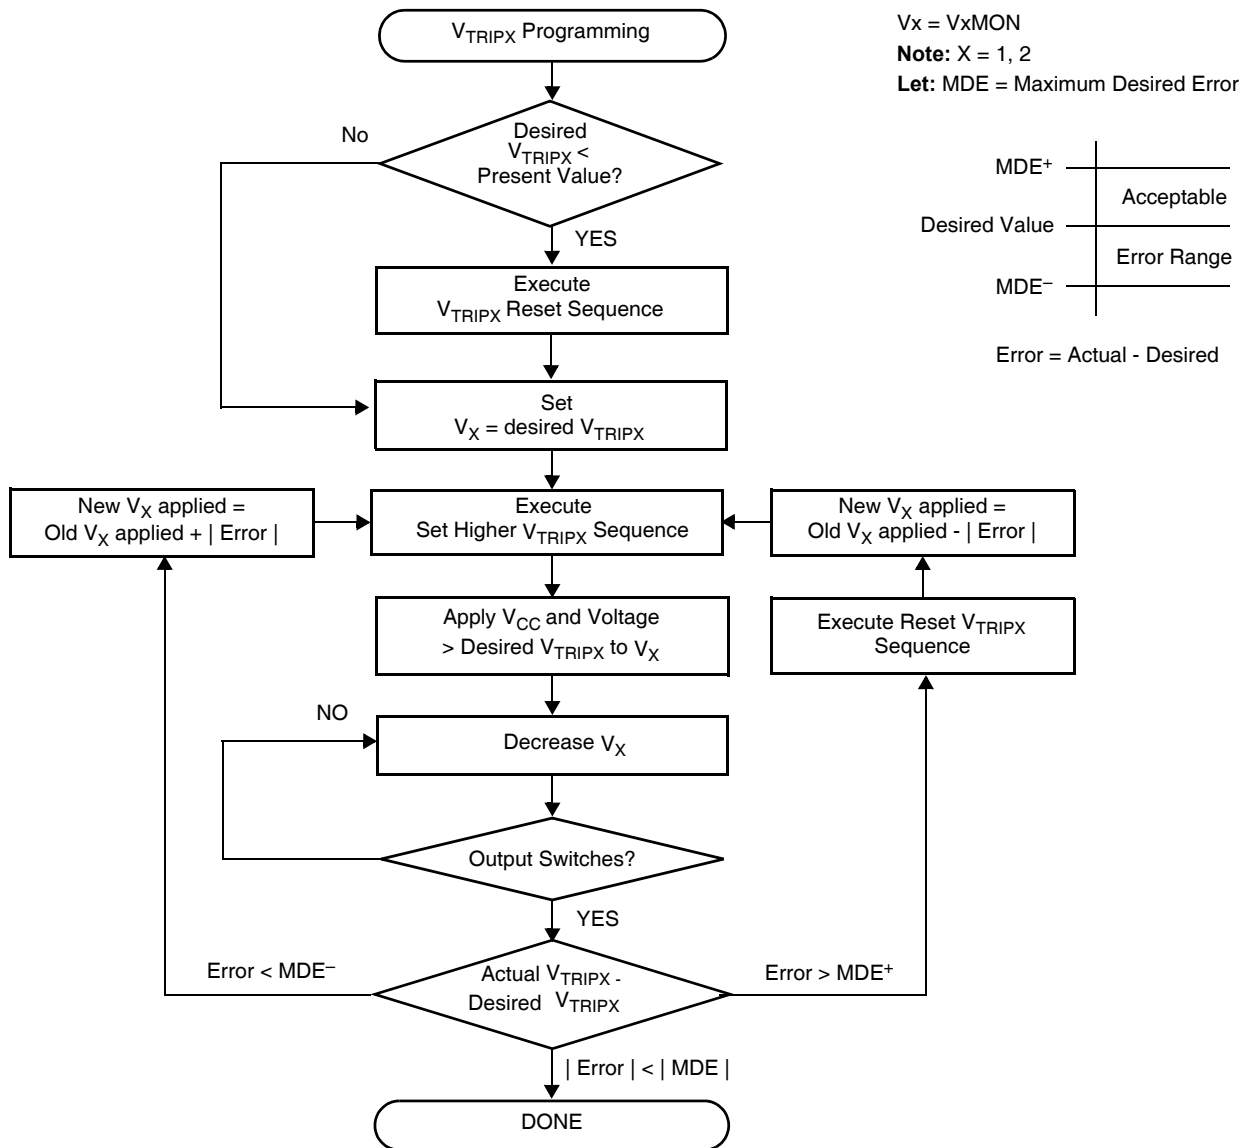 V_TRIPX Programming
Vx = VxMON
Note: X = 1, 2
Let: MDE = Maximum Desired Error
MDE+
Acceptable
Desired Value
Error Range
MDE–
Error = Actual - Desired
Desired
V_TRIPX <
Present Value?
No
YES
Execute
V_TRIPX Reset Sequence
Set
V_X = desired V_TRIPX
New V_X applied =
Old V_X applied + | Error |
Execute
Set Higher V_TRIPX Sequence
New V_X applied =
Old V_X applied - | Error |
Apply V_CC and Voltage
> Desired V_TRIPX to V_X
Execute Reset V_TRIPX
Sequence
NO
Decrease V_X
Output Switches?
YES
Error < MDE–
Actual V_TRIPX -
Desired V_TRIPX
Error > MDE+
| Error | < | MDE |
DONE